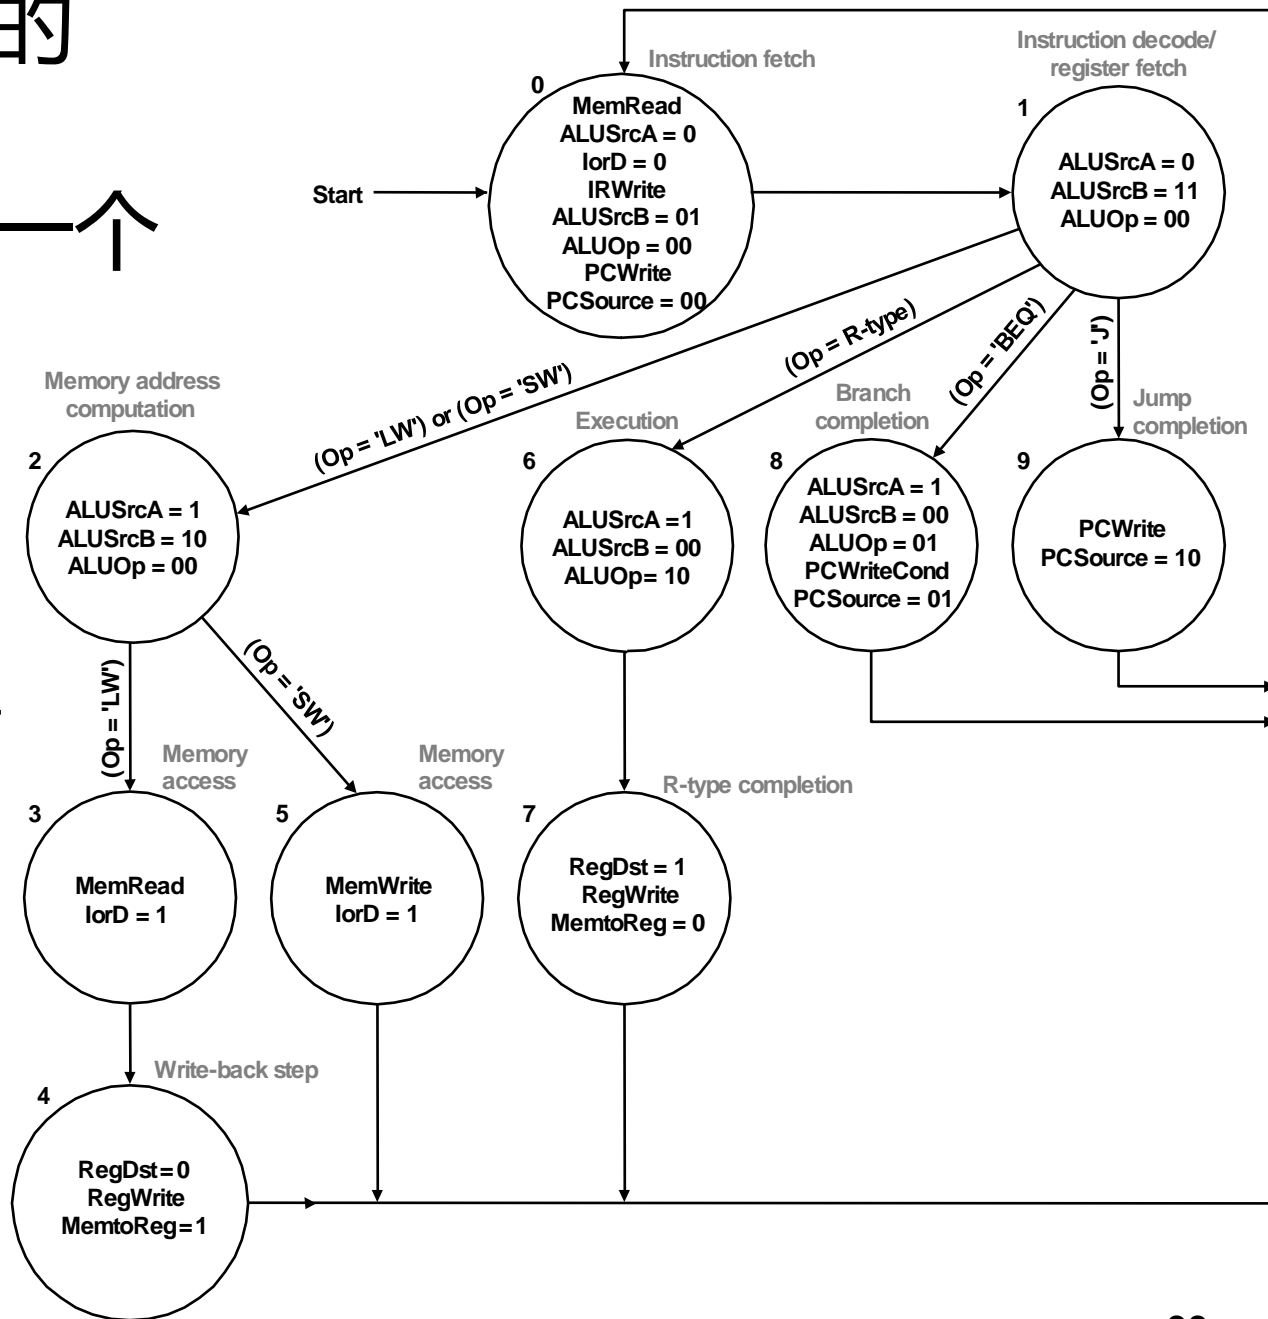 的
一个
Instruction fetch
0
MemRead
ALUSrcA = 0
IorD = 0
IRWrite
ALUSrcB = 01
ALUOp = 00
PCWrite
PCSource = 00
Start
Instruction decode/
register fetch
1
ALUSrcA = 0
ALUSrcB = 11
ALUOp = 00
(Op = 'LW') or (Op = 'SW')
(Op = R-type)
(Op = 'BEQ')
(Op = 'J')
Memory address
computation
2
ALUSrcA = 1
ALUSrcB = 10
ALUOp = 00
Execution
6
ALUSrcA =1
ALUSrcB = 00
ALUOp= 10
Branch
completion
8
ALUSrcA = 1
ALUSrcB = 00
ALUOp = 01
PCWriteCond
PCSource = 01
Jump
completion
9
PCWrite
PCSource = 10
(Op = 'LW')
(Op = 'SW')
Memory
access
3
MemRead
IorD = 1
Memory
access
5
MemWrite
IorD = 1
R-type completion
7
RegDst = 1
RegWrite
MemtoReg = 0
Write-back step
4
RegDst=0
RegWrite
MemtoReg=1